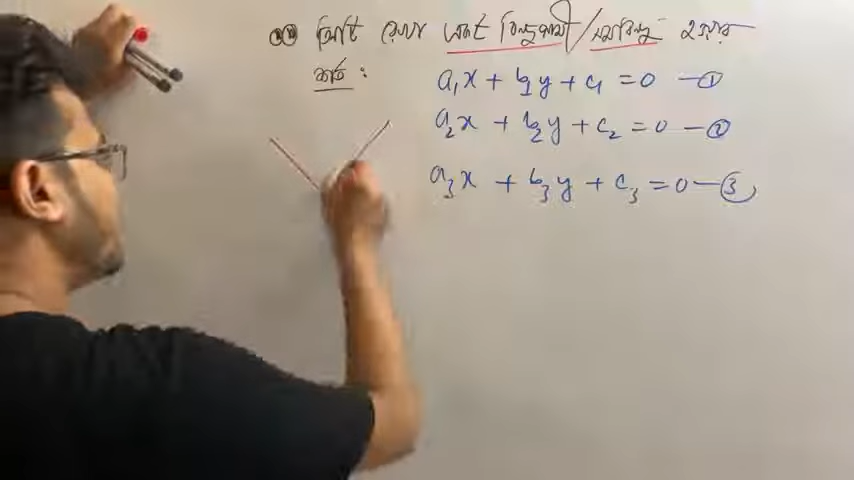 তিনটি রেখা একই বিন্দুগামী/সমবিন্দু হওয়ার
শর্ত :
a₁x + b₁y + c₁ = 0 —①
a₂x + b₂y + c₂ = 0 —②
a₃x + b₃y + c₃ = 0 —③